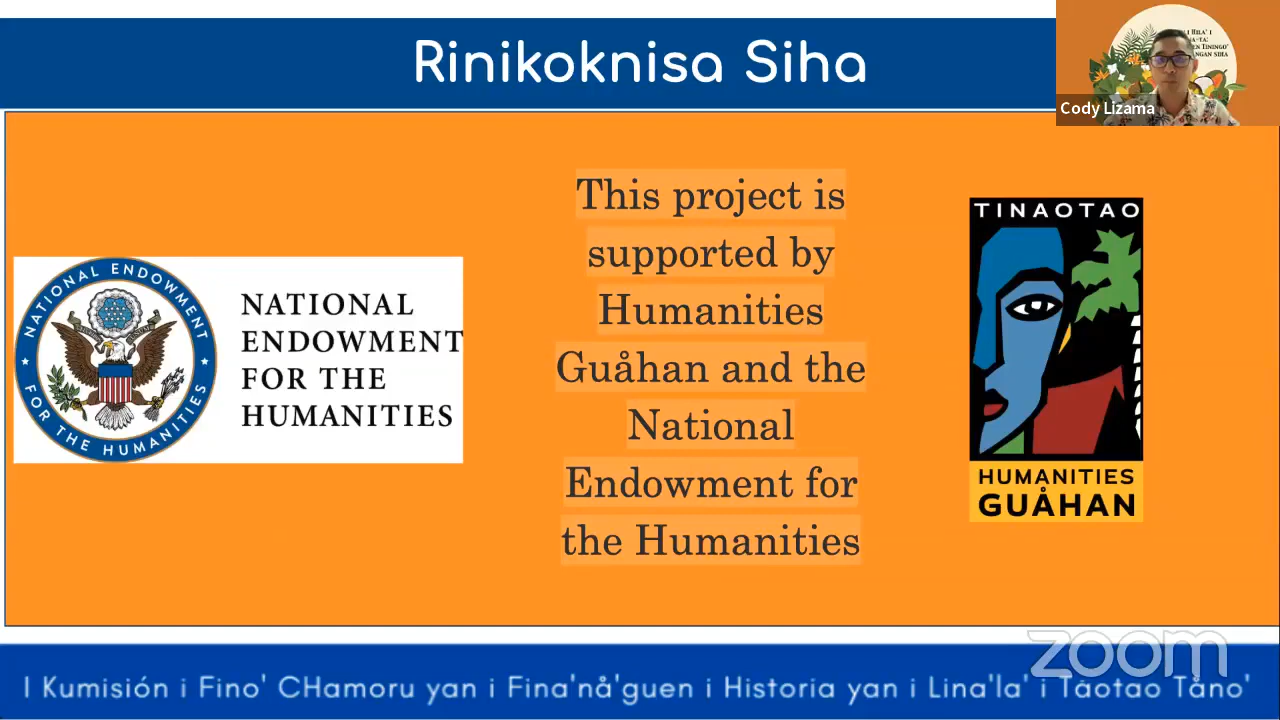 Rinikoknisa Siha
Cody Lizama
This project is
supported by
Humanities
Guåhan and the
National
Endowment for
the Humanities
NATIONAL ENDOWMENT
FOR THE HUMANITIES
NATIONAL
ENDOWMENT
FOR THE
HUMANITIES
TINAOTAO
HUMANITIES
GUÅHAN
zoom
I Kumisión i Fino' CHamoru yan i Fina'nå'guen i Historia yan i Lina'la' i Tåotao Tåno'